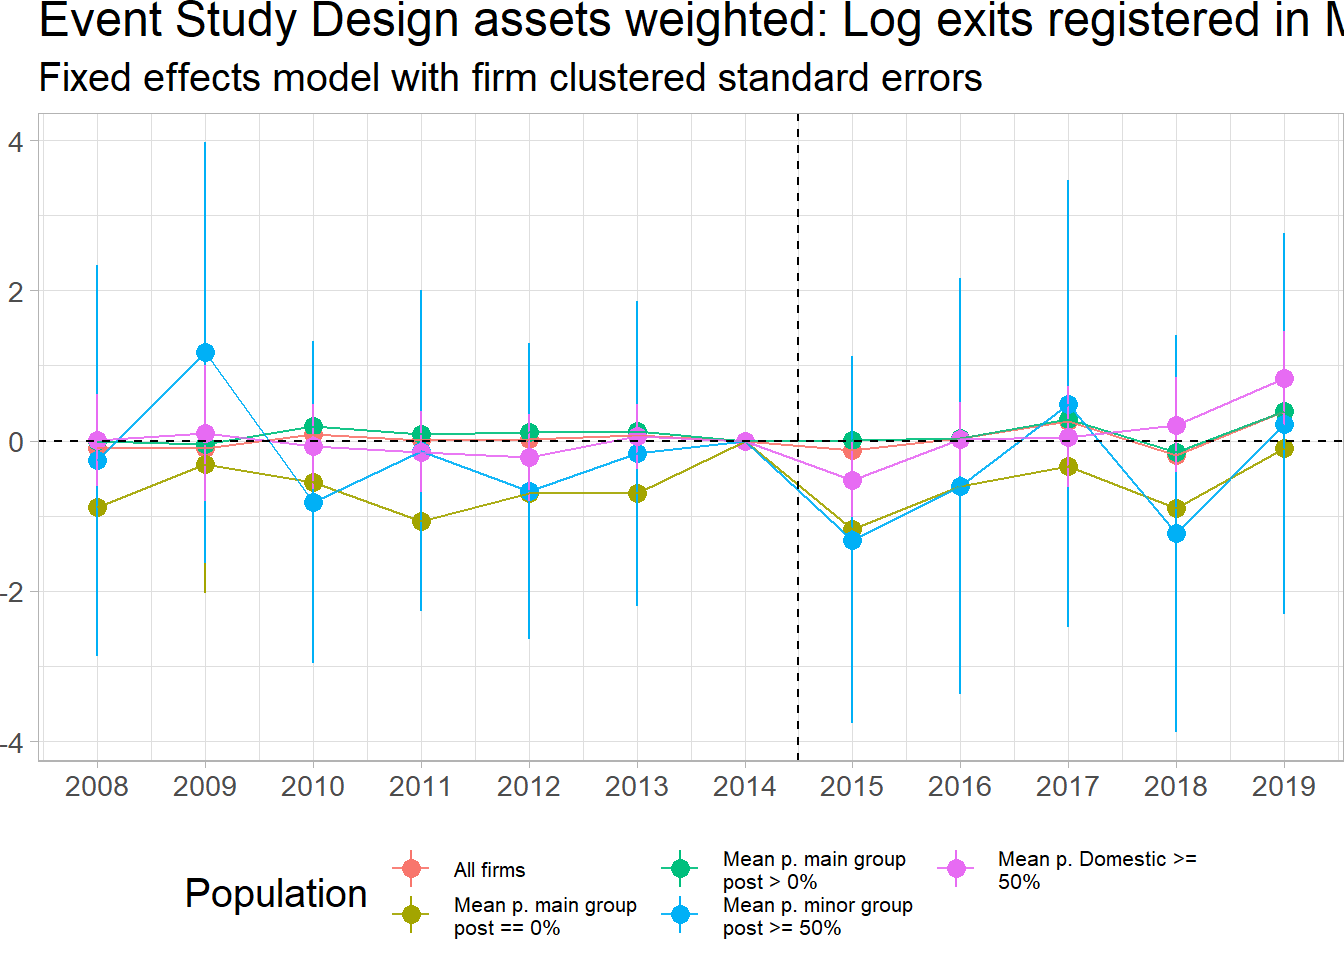 Event Study Design assets weighted: Log exits registered in
Fixed effects model with firm clustered standard errors
4
2
0
-2
-4
2008 2009 2010 2011 2012 2013 2014 2015 2016 2017 2018 2019
Population
All firms
Mean p. main group
post == 0%
Mean p. main group
post > 0%
Mean p. minor group
post >= 50%
Mean p. Domestic >=
50%